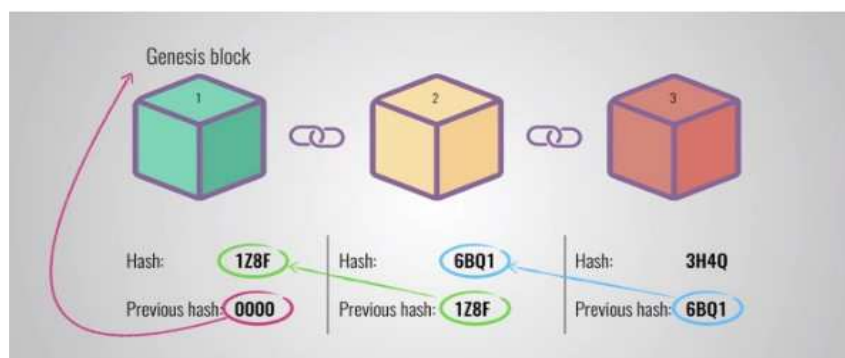 Genesis block
1
2
3
Hash: 1Z8F
Hash: 6BQ1
Hash: 3H4Q
Previous hash: 0000
Previous hash: 1Z8F
Previous hash: 6BQ1